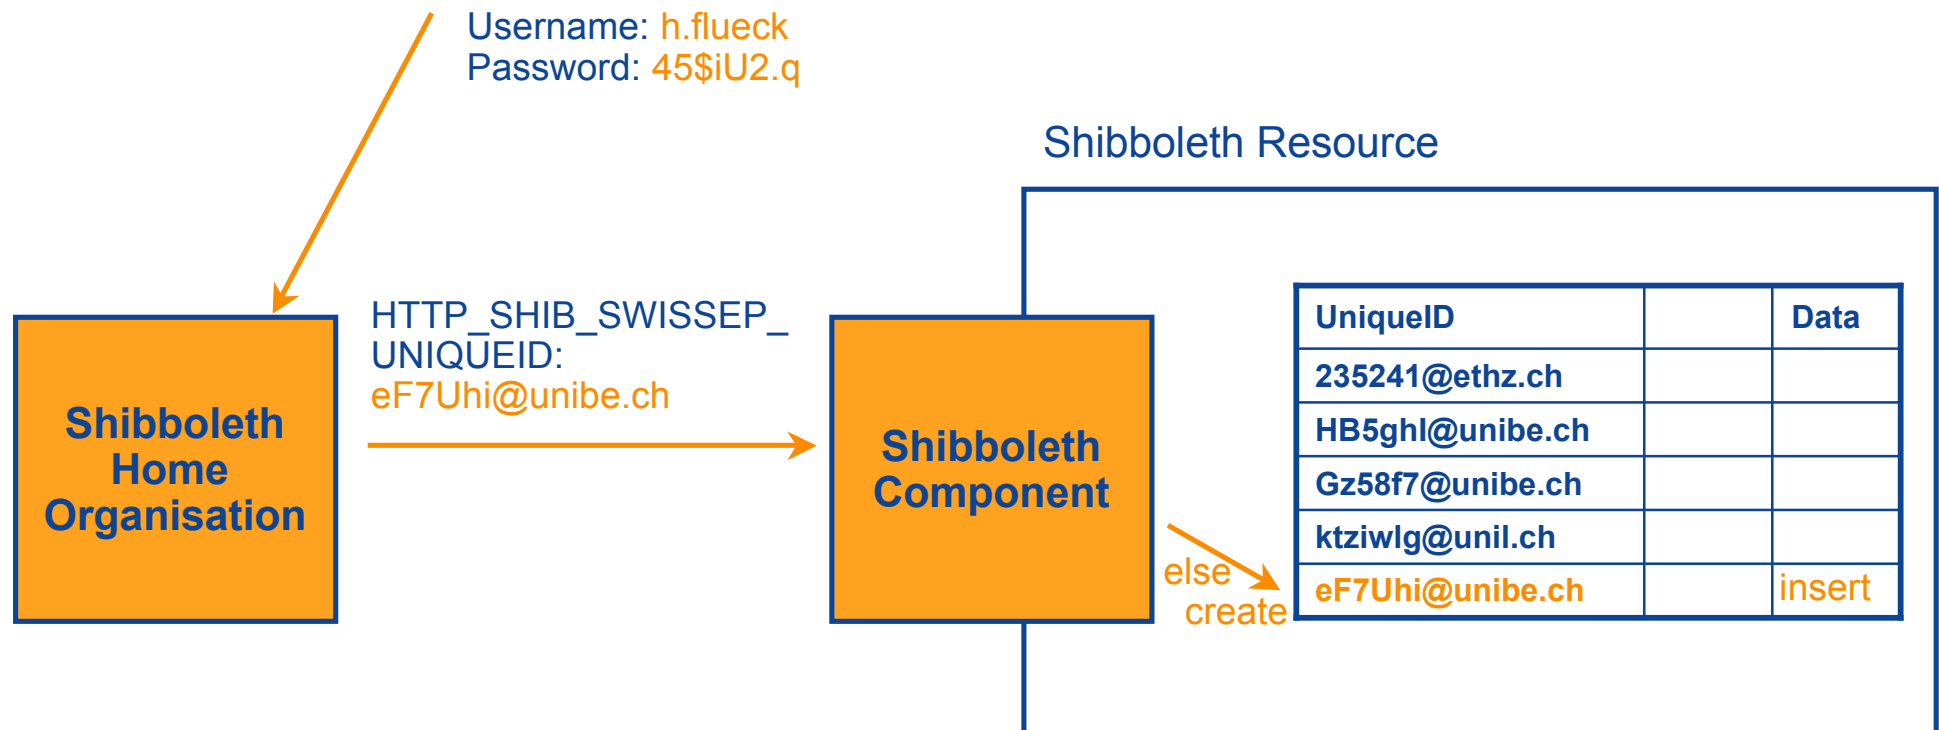 Username: h.flueck
Password: 45$iU2.q
Shibboleth Resource
HTTP_SHIB_SWISSEP_
UNIQUEID:
eF7Uhi@unibe.ch
Shibboleth
Home
Organisation
Shibboleth
Component
else
create
UniqueID Data
235241@ethz.ch
HB5ghI@unibe.ch
Gz58f7@unibe.ch
ktziwlg@unil.ch
eF7Uhi@unibe.ch insert